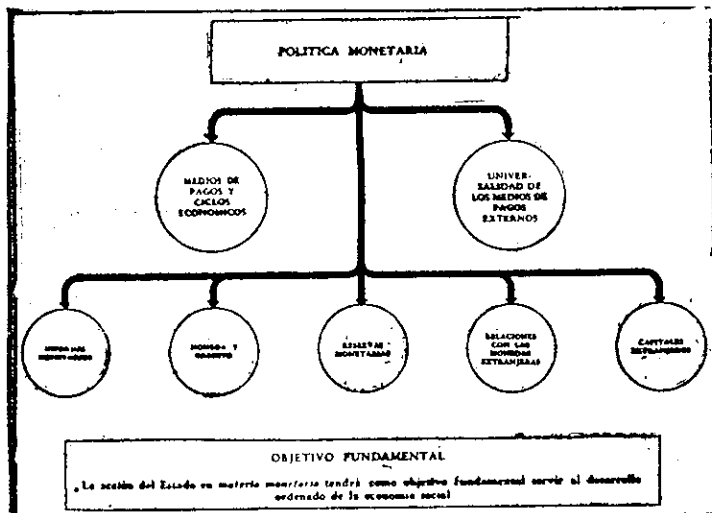 POLITICA MONETARIA
MEDIOS DE
PAGOS Y
CICLOS
ECONOMICOS
UNIVER-
SALIDAD DE
LOS MEDIOS DE
PAGOS
EXTERNOS
MONEDA Y
RESERVAS
MONETARIAS
RELACIONES
CON LAS
MONEDAS
EXTRANJERAS
CAPITALES
EXTRANJEROS
OBJETIVO FUNDAMENTAL
La acción del Estado en materia monetaria tendrá como objetivo fundamental servir al desarrollo
ordenado de la economia social